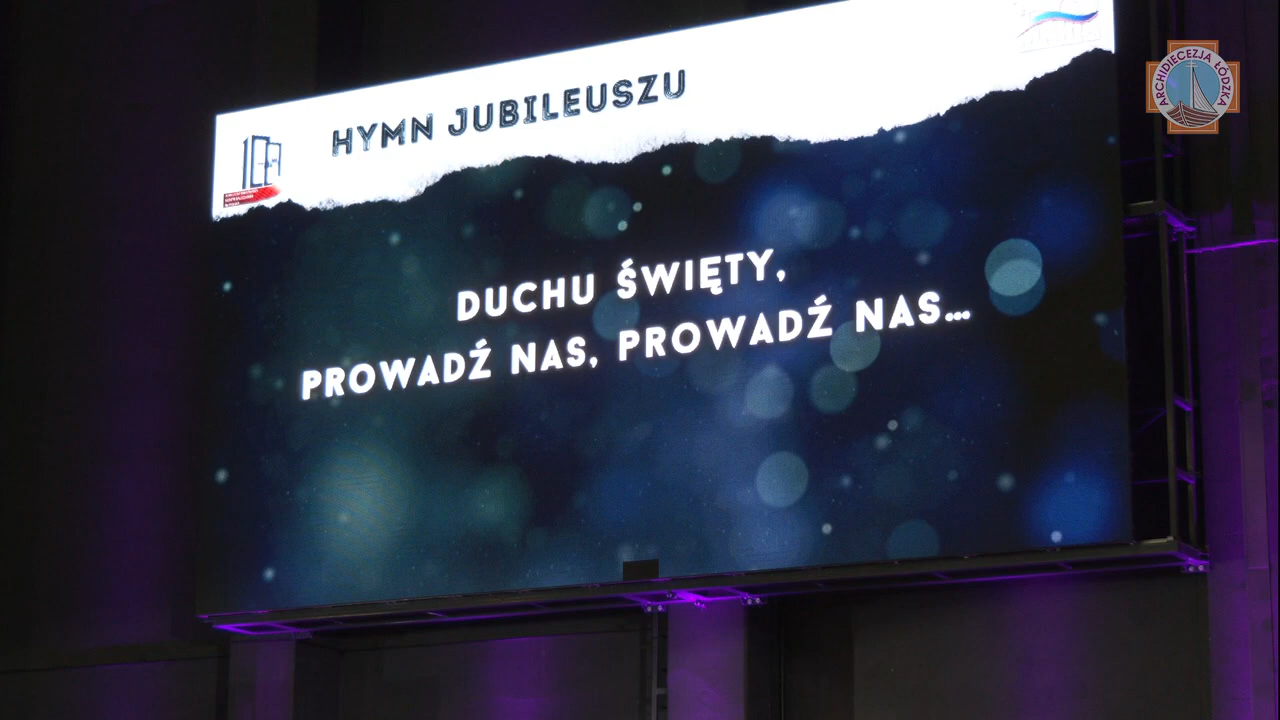 HYMN JUBILEUSZU
DUCHU ŚWIĘTY,
PROWADŹ NAS, PROWADŹ NAS...
ARCHIDIECEZJA ŁÓDZKA